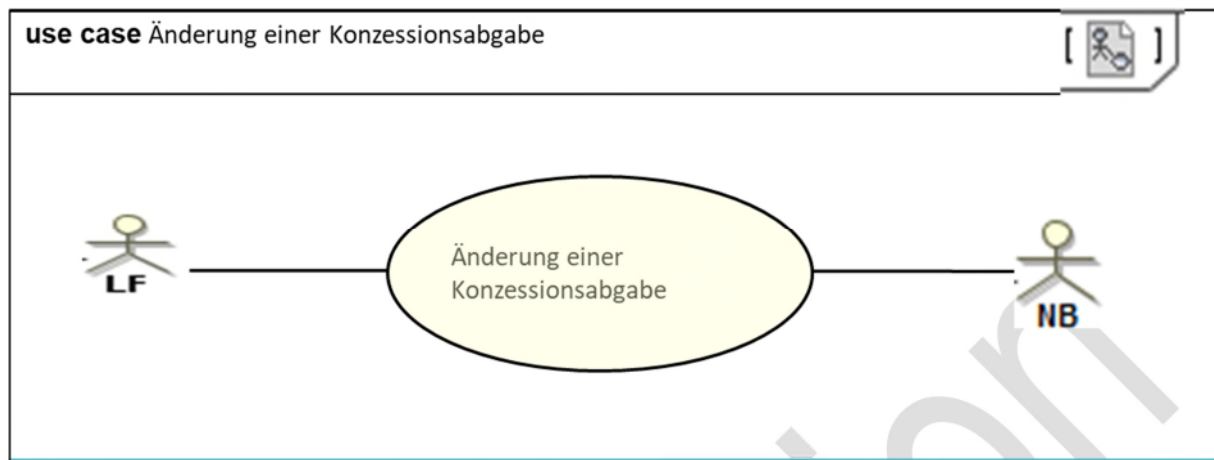 use case Änderung einer Konzessionsabgabe
[ ]
Änderung einer
Konzessionsabgabe
LF
NB